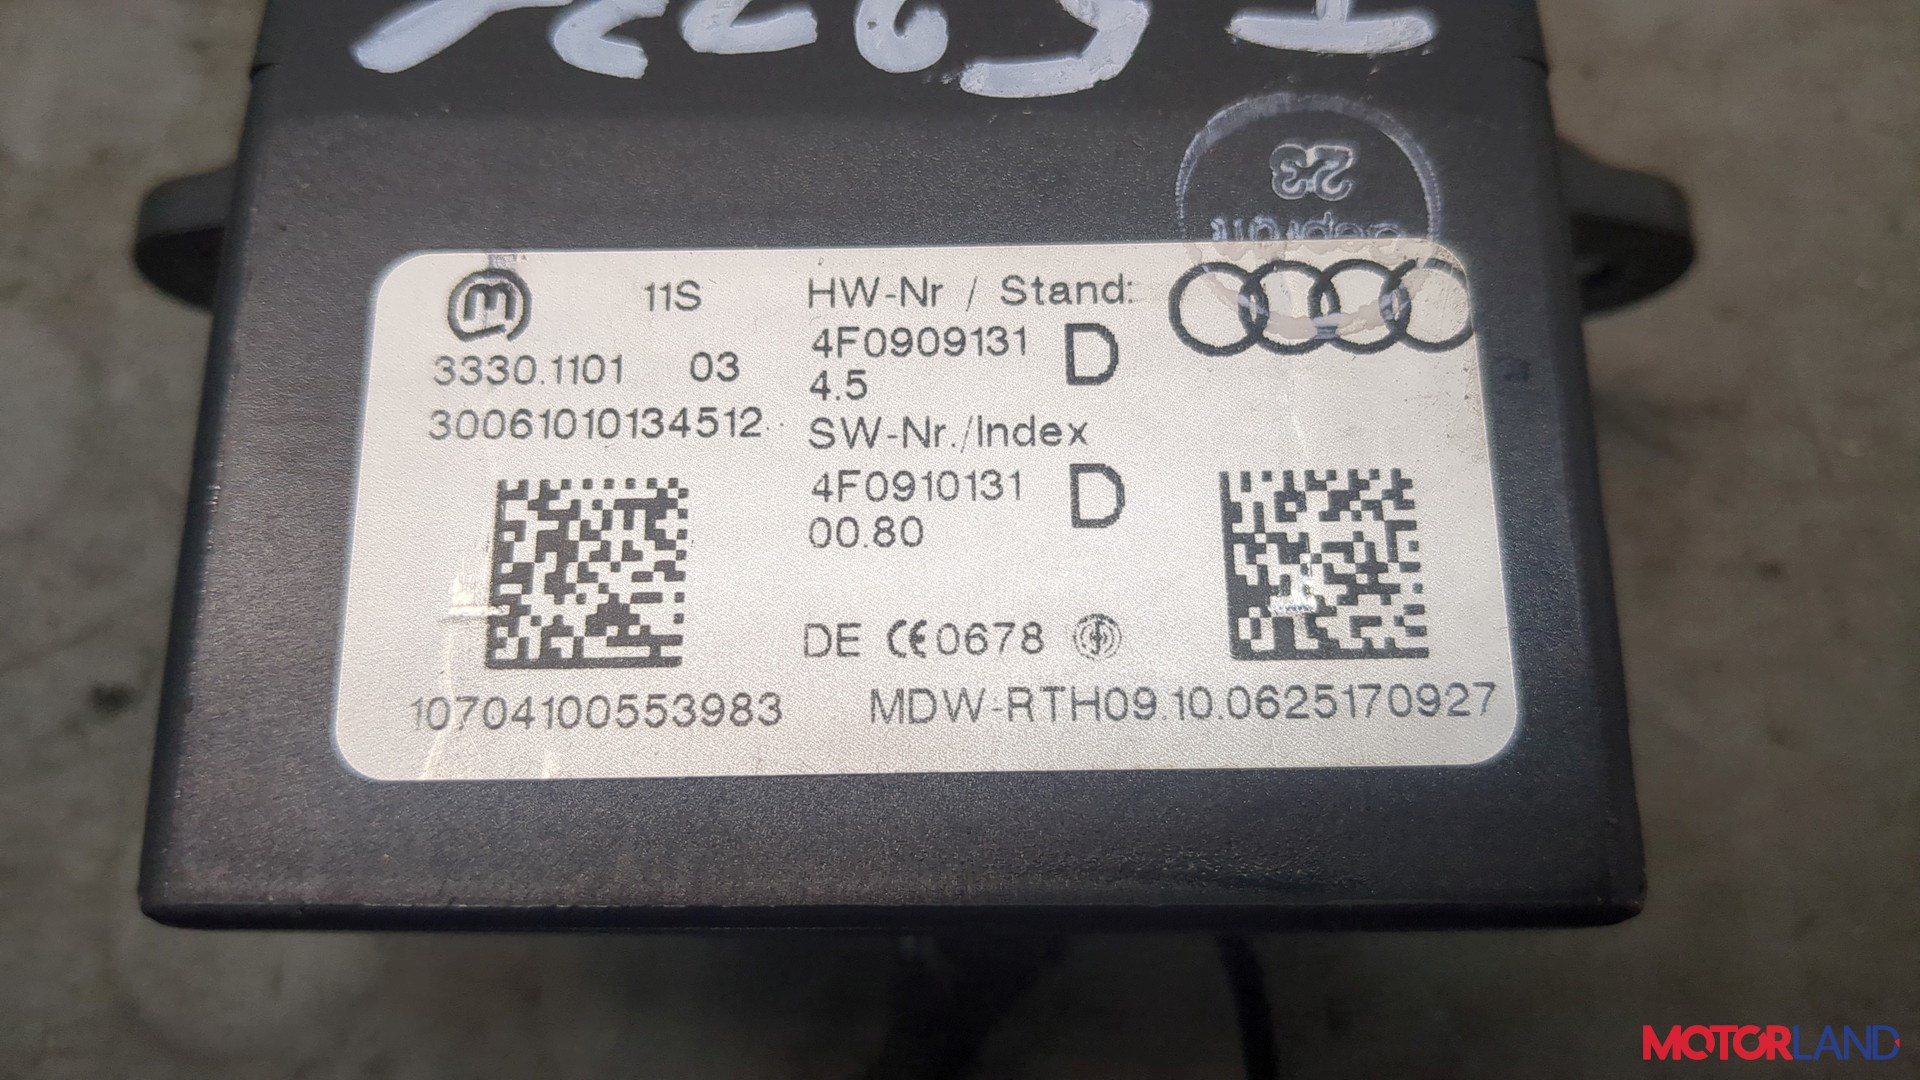 11S
3330.1101 03
30061010134512
HW-Nr / Stand:
4F0909131 D
4.5
SW-Nr./Index
4F0910131 D
00.80
DE CE0678
10704100553983
MDW-RTH09.10.0625170927
23
MOTORLAND